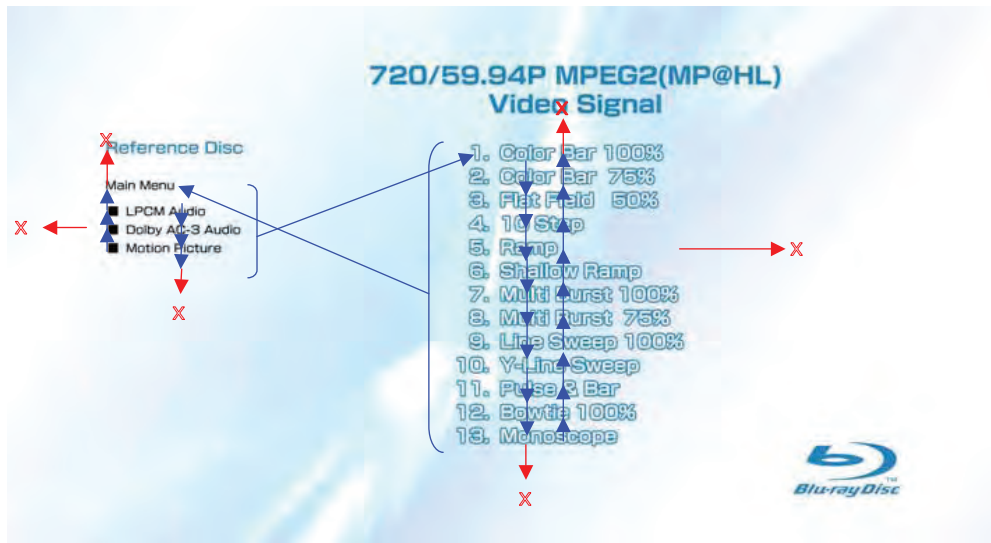 720/59.94P MPEG2(MP@HL)
Video Signal
X
X
Reference Disc
Main Menu
■ LPCM Audio
■ Dolby AC-3 Audio
■ Motion Picture
X
X
1. Color Bar 100%
2. Color Bar 75%
3. Flat Field 50%
4. 10 Step
5. Ramp
6. Shallow Ramp
7. Multi Burst 100%
8. Multi Burst 75%
9. Line Sweep 100%
10. Y-Line Sweep
11. Pulse & Bar
12. Bowtie 100%
13. Monoscope
X
X
Blu-ray Disc™